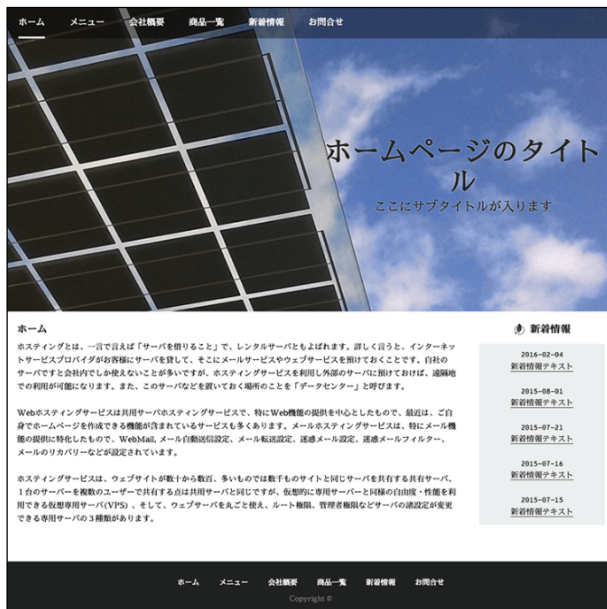 ホーム メニュー 会社概要 商品一覧 新着情報 お問合せ
ホームページのタイト
ル
ここにサブタイトルが入ります
ホーム
ホスティングとは、一言で言えば「サーバを借りること」で、レンタルサーバともよばれます。詳しく言うと、インターネッ
トサービスプロバイダがお客様にサーバを貸して、そこにメールサービスやウェブサービスを預けておくことです。自社の
サーバですと会社内でしか使えないことが多いですが、ホスティングサービスを利用し外部のサーバに預けておけば、遠隔地
での利用が可能になります。また、このサーバなどを置いておく場所のことを「データセンター」と呼びます。
Webホスティングサービスは共用サーバホスティングサービスで、特にWeb機能の提供を中心としたもので、最近は、ご自
身でホームページを作成できる機能が含まれているサービスも多くあります。メールホスティングサービスは、特にメール機
能の提供に特化したもので、WebMail, メール自動送信設定、メール転送設定、迷惑メール設定、迷惑メールフィルター、
メールのリカバリーなどが設定されています。
ホスティングサービスは、ウェブサイトが数十から数百、多いものでは数千ものサイトと同じサーバを共有する共有サーバ、
１台のサーバーを複数のユーザーで共有する点は共用サーバと同じですが、仮想的に専用サーバーと同様の自由度・性能を利
用できる仮想専用サーバ(VPS) 、そして、ウェブサーバを丸ごと使え、ルート権限、管理者権限などサーバの諸設定が変更
できる専用サーバの３種類があります。
新着情報
2016-02-04
新着情報テキスト
2015-08-01
新着情報テキスト
2015-07-21
新着情報テキスト
2015-07-16
新着情報テキスト
2015-07-15
新着情報テキスト
ホーム メニュー 会社概要 商品一覧 新着情報 お問合せ
Copyright ©